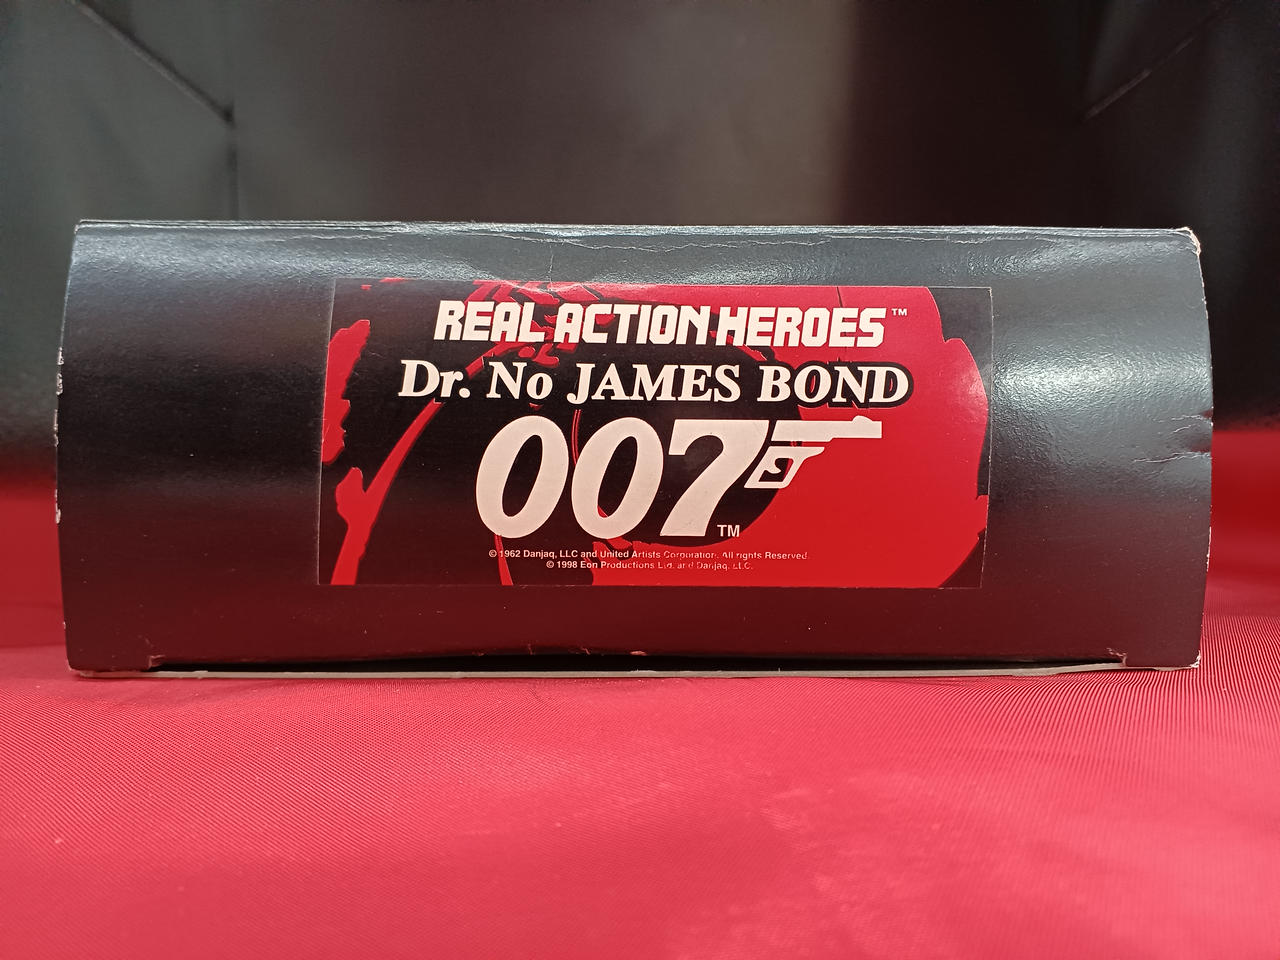 REAL ACTION HEROES™
Dr. No JAMES BOND
007™
© 1962 Danjaq, LLC and United Artists Corporation. All rights Reserved.
© 1998 Eon Productions Ltd. and Danjaq, LLC.